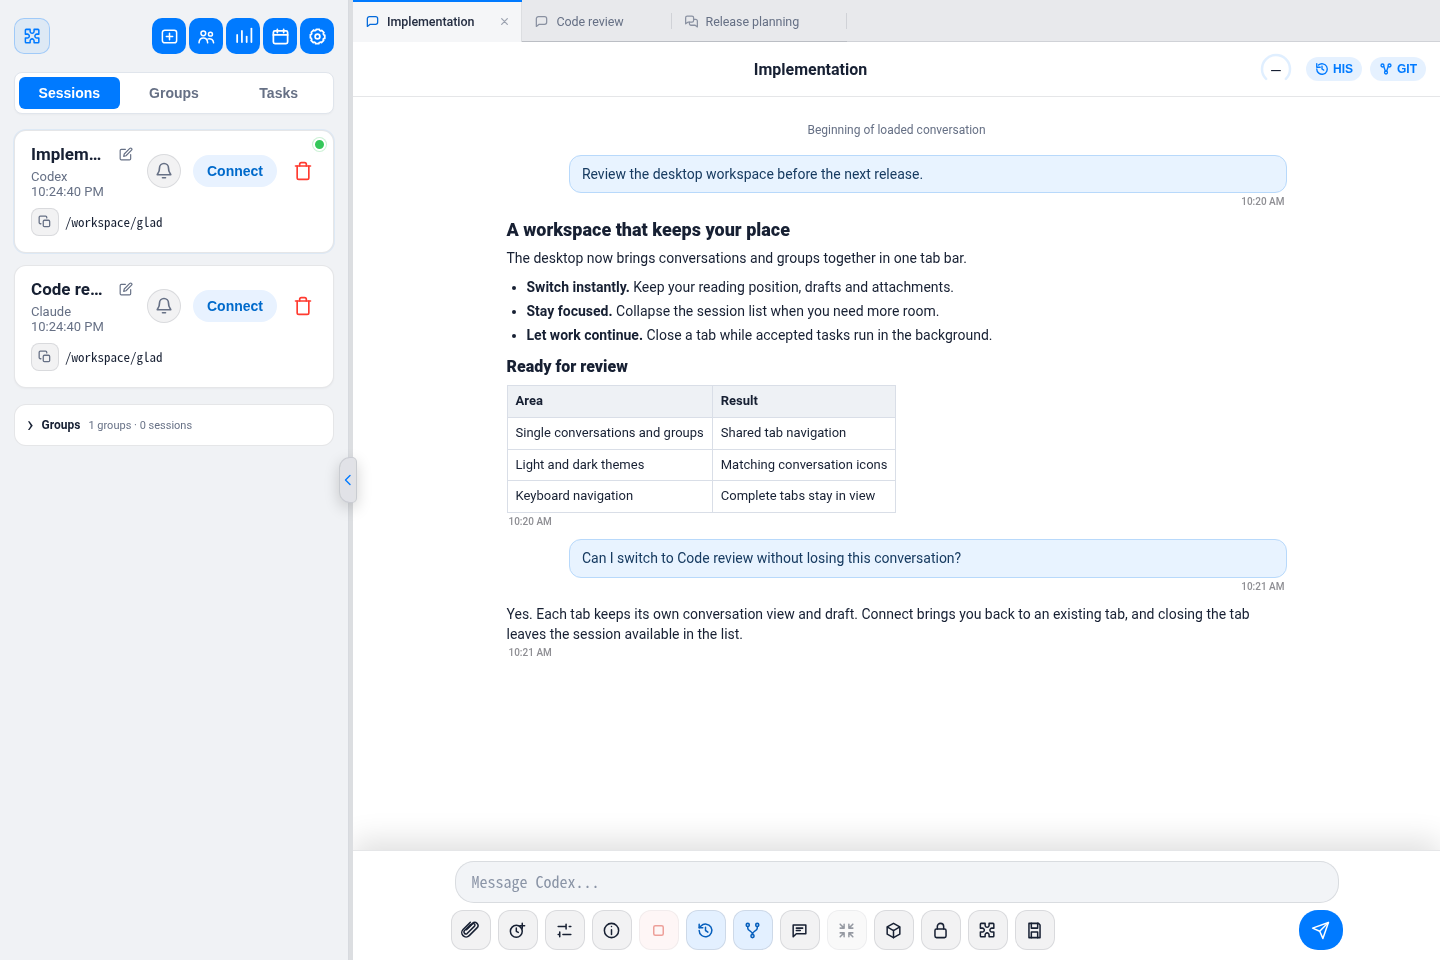 Sessions
Groups
Tasks
Implem...
Codex
10:24:40 PM
Connect
/workspace/glad
Code re...
Claude
10:24:40 PM
Connect
/workspace/glad
Groups 1 groups · 0 sessions
Implementation ×
Code review
Release planning
Implementation
HIS
GIT
Beginning of loaded conversation
Review the desktop workspace before the next release.
10:20 AM
A workspace that keeps your place
The desktop now brings conversations and groups together in one tab bar.
• Switch instantly. Keep your reading position, drafts and attachments.
• Stay focused. Collapse the session list when you need more room.
• Let work continue. Close a tab while accepted tasks run in the background.
Ready for review
Area Result
Single conversations and groups Shared tab navigation
Light and dark themes Matching conversation icons
Keyboard navigation Complete tabs stay in view
10:20 AM
Can I switch to Code review without losing this conversation?
10:21 AM
Yes. Each tab keeps its own conversation view and draft. Connect brings you back to an existing tab, and closing the tab
leaves the session available in the list.
10:21 AM
Message Codex...